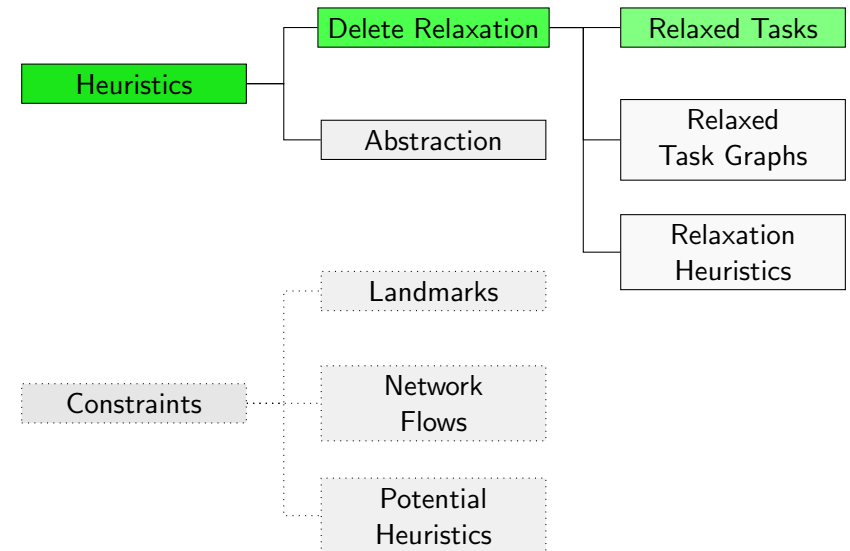 Heuristics
Delete Relaxation
Abstraction
Relaxed Tasks
Relaxed
Task Graphs
Relaxation
Heuristics
Constraints
Landmarks
Network
Flows
Potential
Heuristics